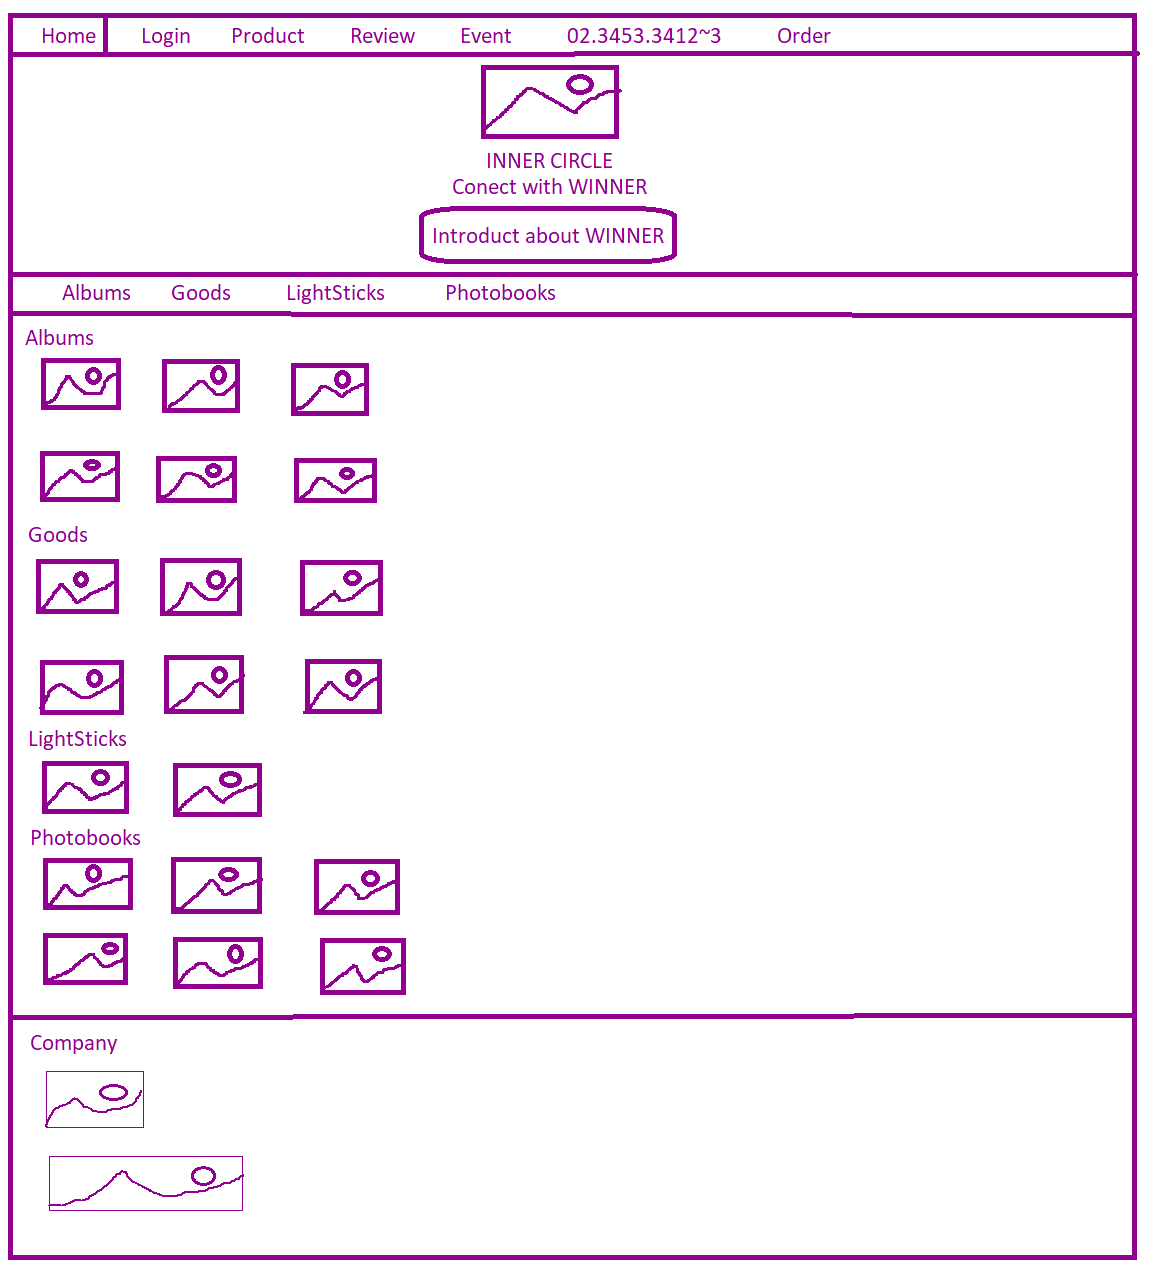 Home Login Product Review Event 02.3453.3412~3 Order
INNER CIRCLE
Conect with WINNER
Introduct about WINNER
Albums Goods LightSticks Photobooks
Albums
Goods
LightSticks
Photobooks
Company